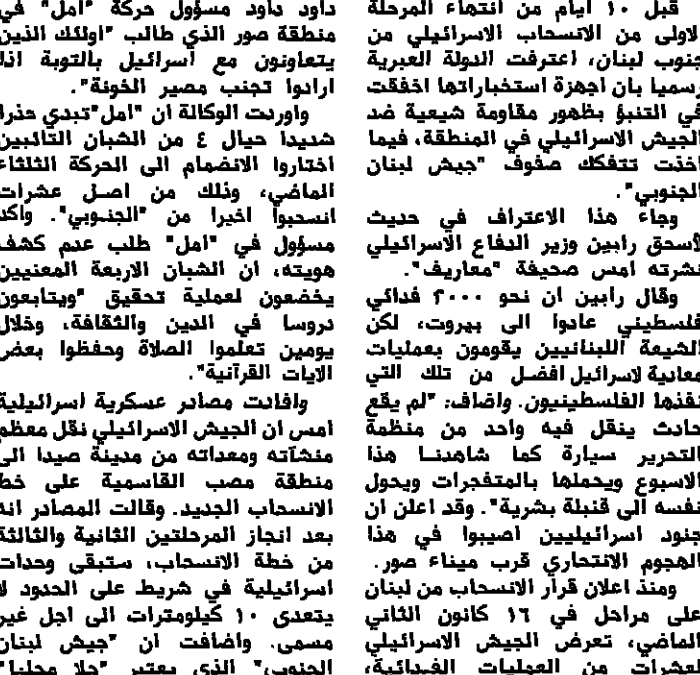 قبل ١٠ ايام من انتهاء المرحلة
الاولى من الانسحاب الاسرائيلي من
جنوب لبنان، اعترفت الدولة العبرية
رسميا بان اجهزة استخباراتها اخفقت
في التنبؤ بظهور مقاومة شيعية ضد
الجيش الاسرائيلي في المنطقة، فيما
اخذت تتفكك صفوف "جيش لبنان
الجنوبي".
وجاء هذا الاعتراف في حديث
لاسحق رابين وزير الدفاع الاسرائيلي
نشرته امس صحيفة "معاريف".
وقال رابين ان نحو ٢٠٠٠ فدائي
فلسطيني عادوا الى بيروت، لكن
الشيعة اللبنانيين يقومون بعمليات
معادية لاسرائيل افضل من تلك التي
نفذها الفلسطينيون. واضاف: "لم يقع
حادث ينقل فيه واحد من منظمة
التحرير سيارة كما شاهدنا هذا
الاسبوع ويحملها بالمتفجرات ويحول
نفسه الى قنبلة بشرية". وقد اعلن ان
جنود اسرائيليين اصيبوا في هذا
الهجوم الانتحاري قرب ميناء صور.
ومنذ اعلان قرار الانسحاب من لبنان
على مراحل في ١٦ كانون الثاني
الماضي، تعرض الجيش الاسرائيلي
لعشرات من العمليات الفدائية،
داود داود مسؤول حركة "امل" في
منطقة صور الذي طالب "اولئك الذين
يتعاونون مع اسرائيل بالتوبة اذا
ارادوا تجنب مصير الخونة".
واوردت الوكالة ان "امل"تبدي حذرا
شديدا حيال ٤ من الشبان التائبين
اختاروا الانضمام الى الحركة الثلثاء
الماضي، وذلك من اصل عشرات
انسحبوا اخيرا من "الجنوبي". واكد
مسؤول في "امل" طلب عدم كشف
هويته، ان الشبان الاربعة المعنيين
يخضعون لعملية تحقيق "ويتابعون
دروسا في الدين والثقافة، وخلال
يومين تعلموا الصلاة وحفظوا بعض
الايات القرآنية".
وافادت مصادر عسكرية اسرائيلية
امس ان الجيش الاسرائيلي نقل معظم
منشآته ومعداته من مدينة صيدا الى
منطقة مصب القاسمية على خط
الانسحاب الجديد. وقالت المصادر انه
بعد انجاز المرحلتين الثانية والثالثة
من خطة الانسحاب، ستبقى وحدات
اسرائيلية في شريط على الحدود لا
يتعدى ١٠ كيلومترات الى اجل غير
مسمى. واضافت ان "جيش لبنان
الجنوبي" الذي يعتبر "حلا محليا"